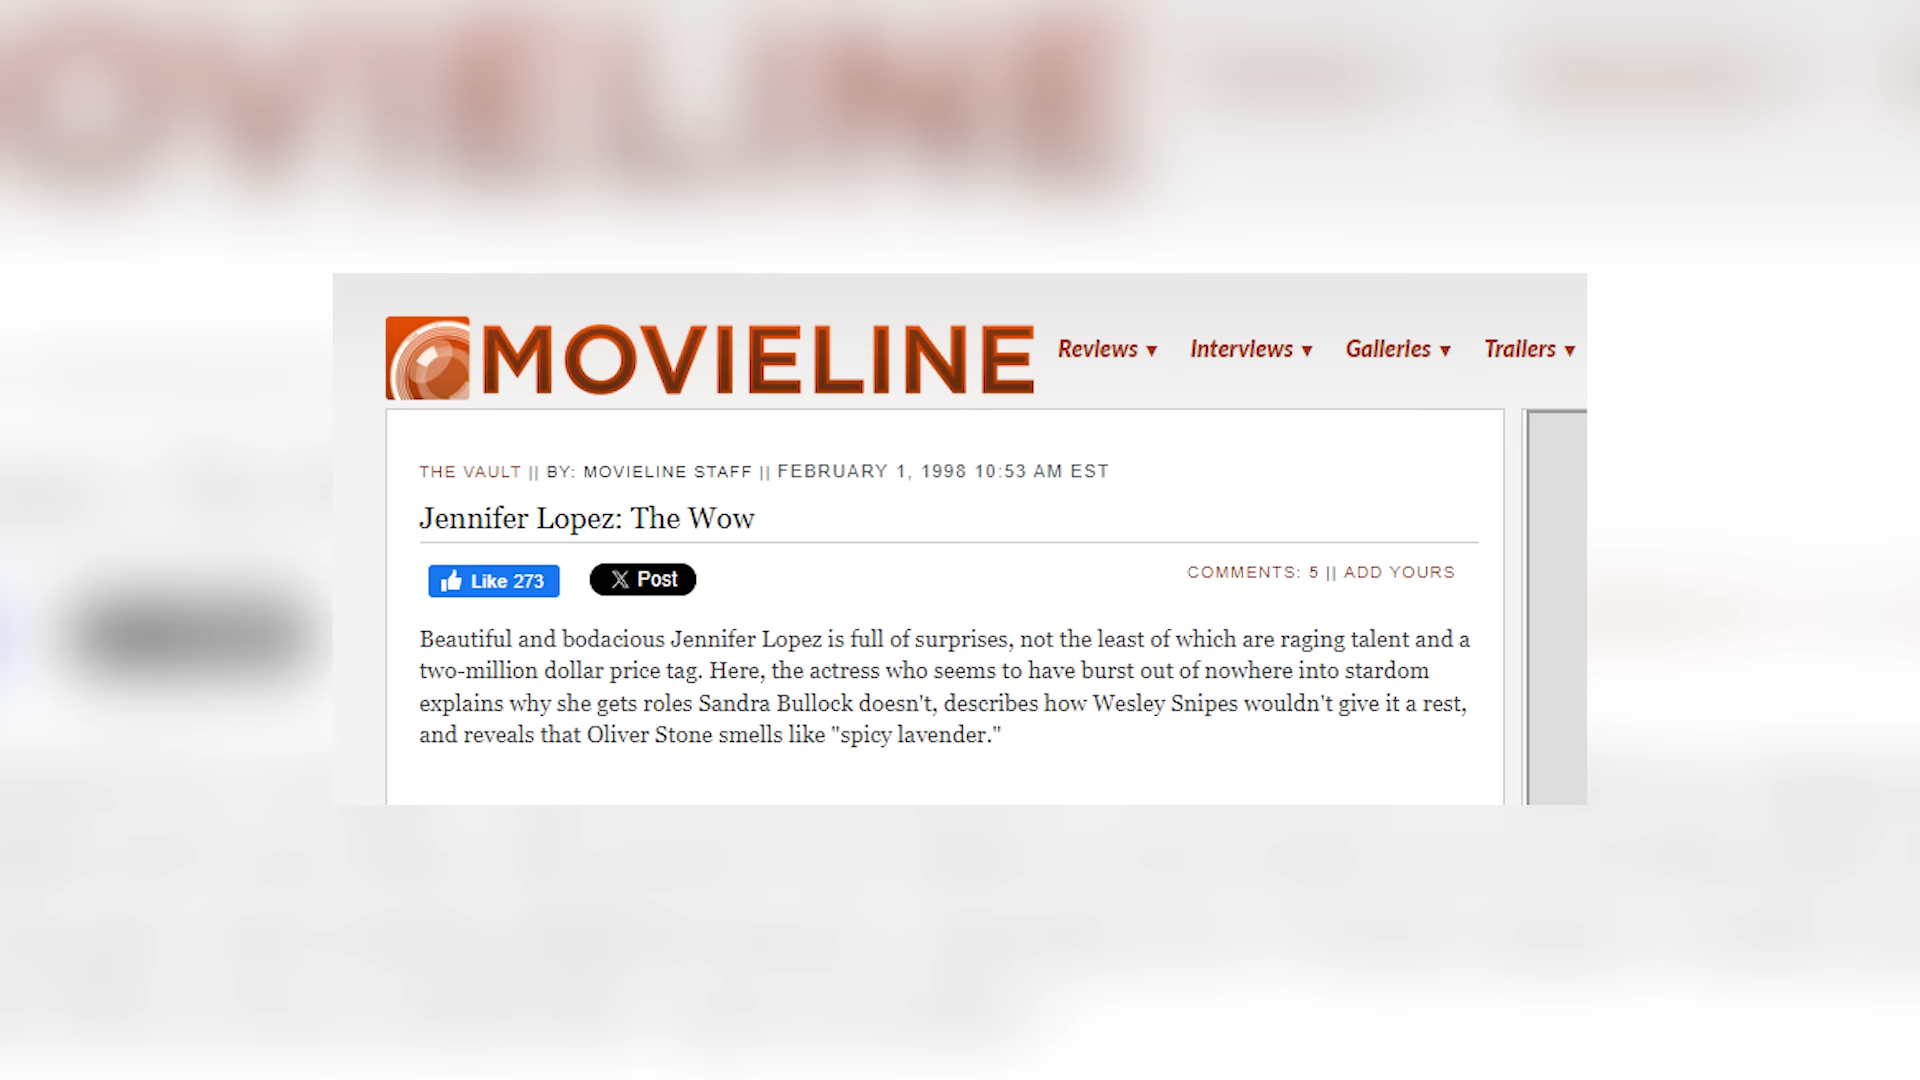 MOVIELINE
Reviews ▼ Interviews ▼ Galleries ▼ Trailers ▼
THE VAULT || BY: MOVIELINE STAFF || FEBRUARY 1, 1998 10:53 AM EST
Jennifer Lopez: The Wow
Like 273 X Post COMMENTS: 5 || ADD YOURS
Beautiful and bodacious Jennifer Lopez is full of surprises, not the least of which are raging talent and a
two-million dollar price tag. Here, the actress who seems to have burst out of nowhere into stardom
explains why she gets roles Sandra Bullock doesn't, describes how Wesley Snipes wouldn't give it a rest,
and reveals that Oliver Stone smells like "spicy lavender."